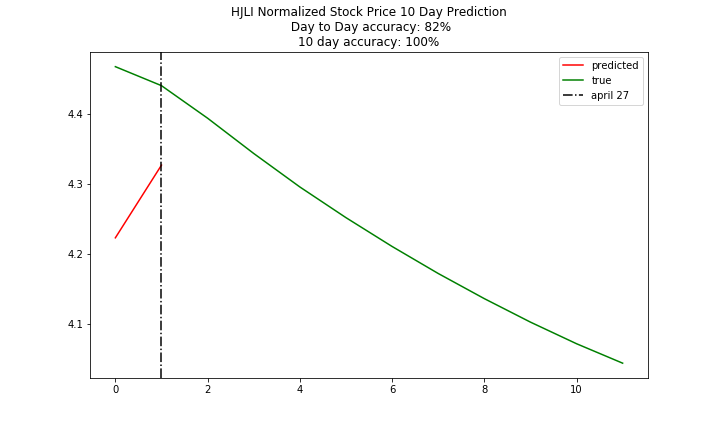 HJLI Normalized Stock Price 10 Day Prediction
Day to Day accuracy: 82%
10 day accuracy: 100%
predicted
true
april 27
4.4
4.3
4.2
4.1
0
2
4
6
8
10